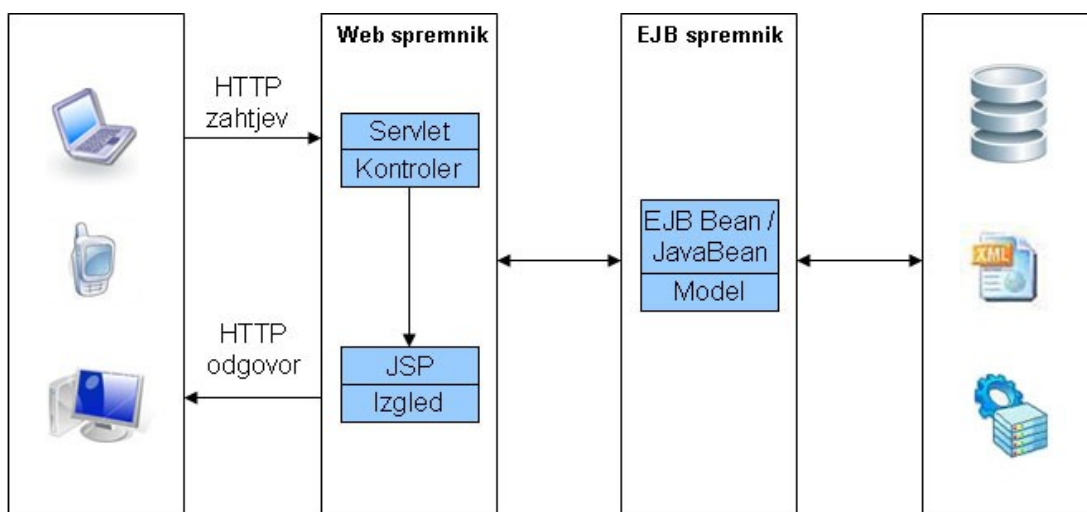 Web spremnik
EJB spremnik
HTTP
zahtjev
Servlet
Kontroler
EJB Bean /
JavaBean
Model
XML
HTTP
odgovor
JSP
Izgled